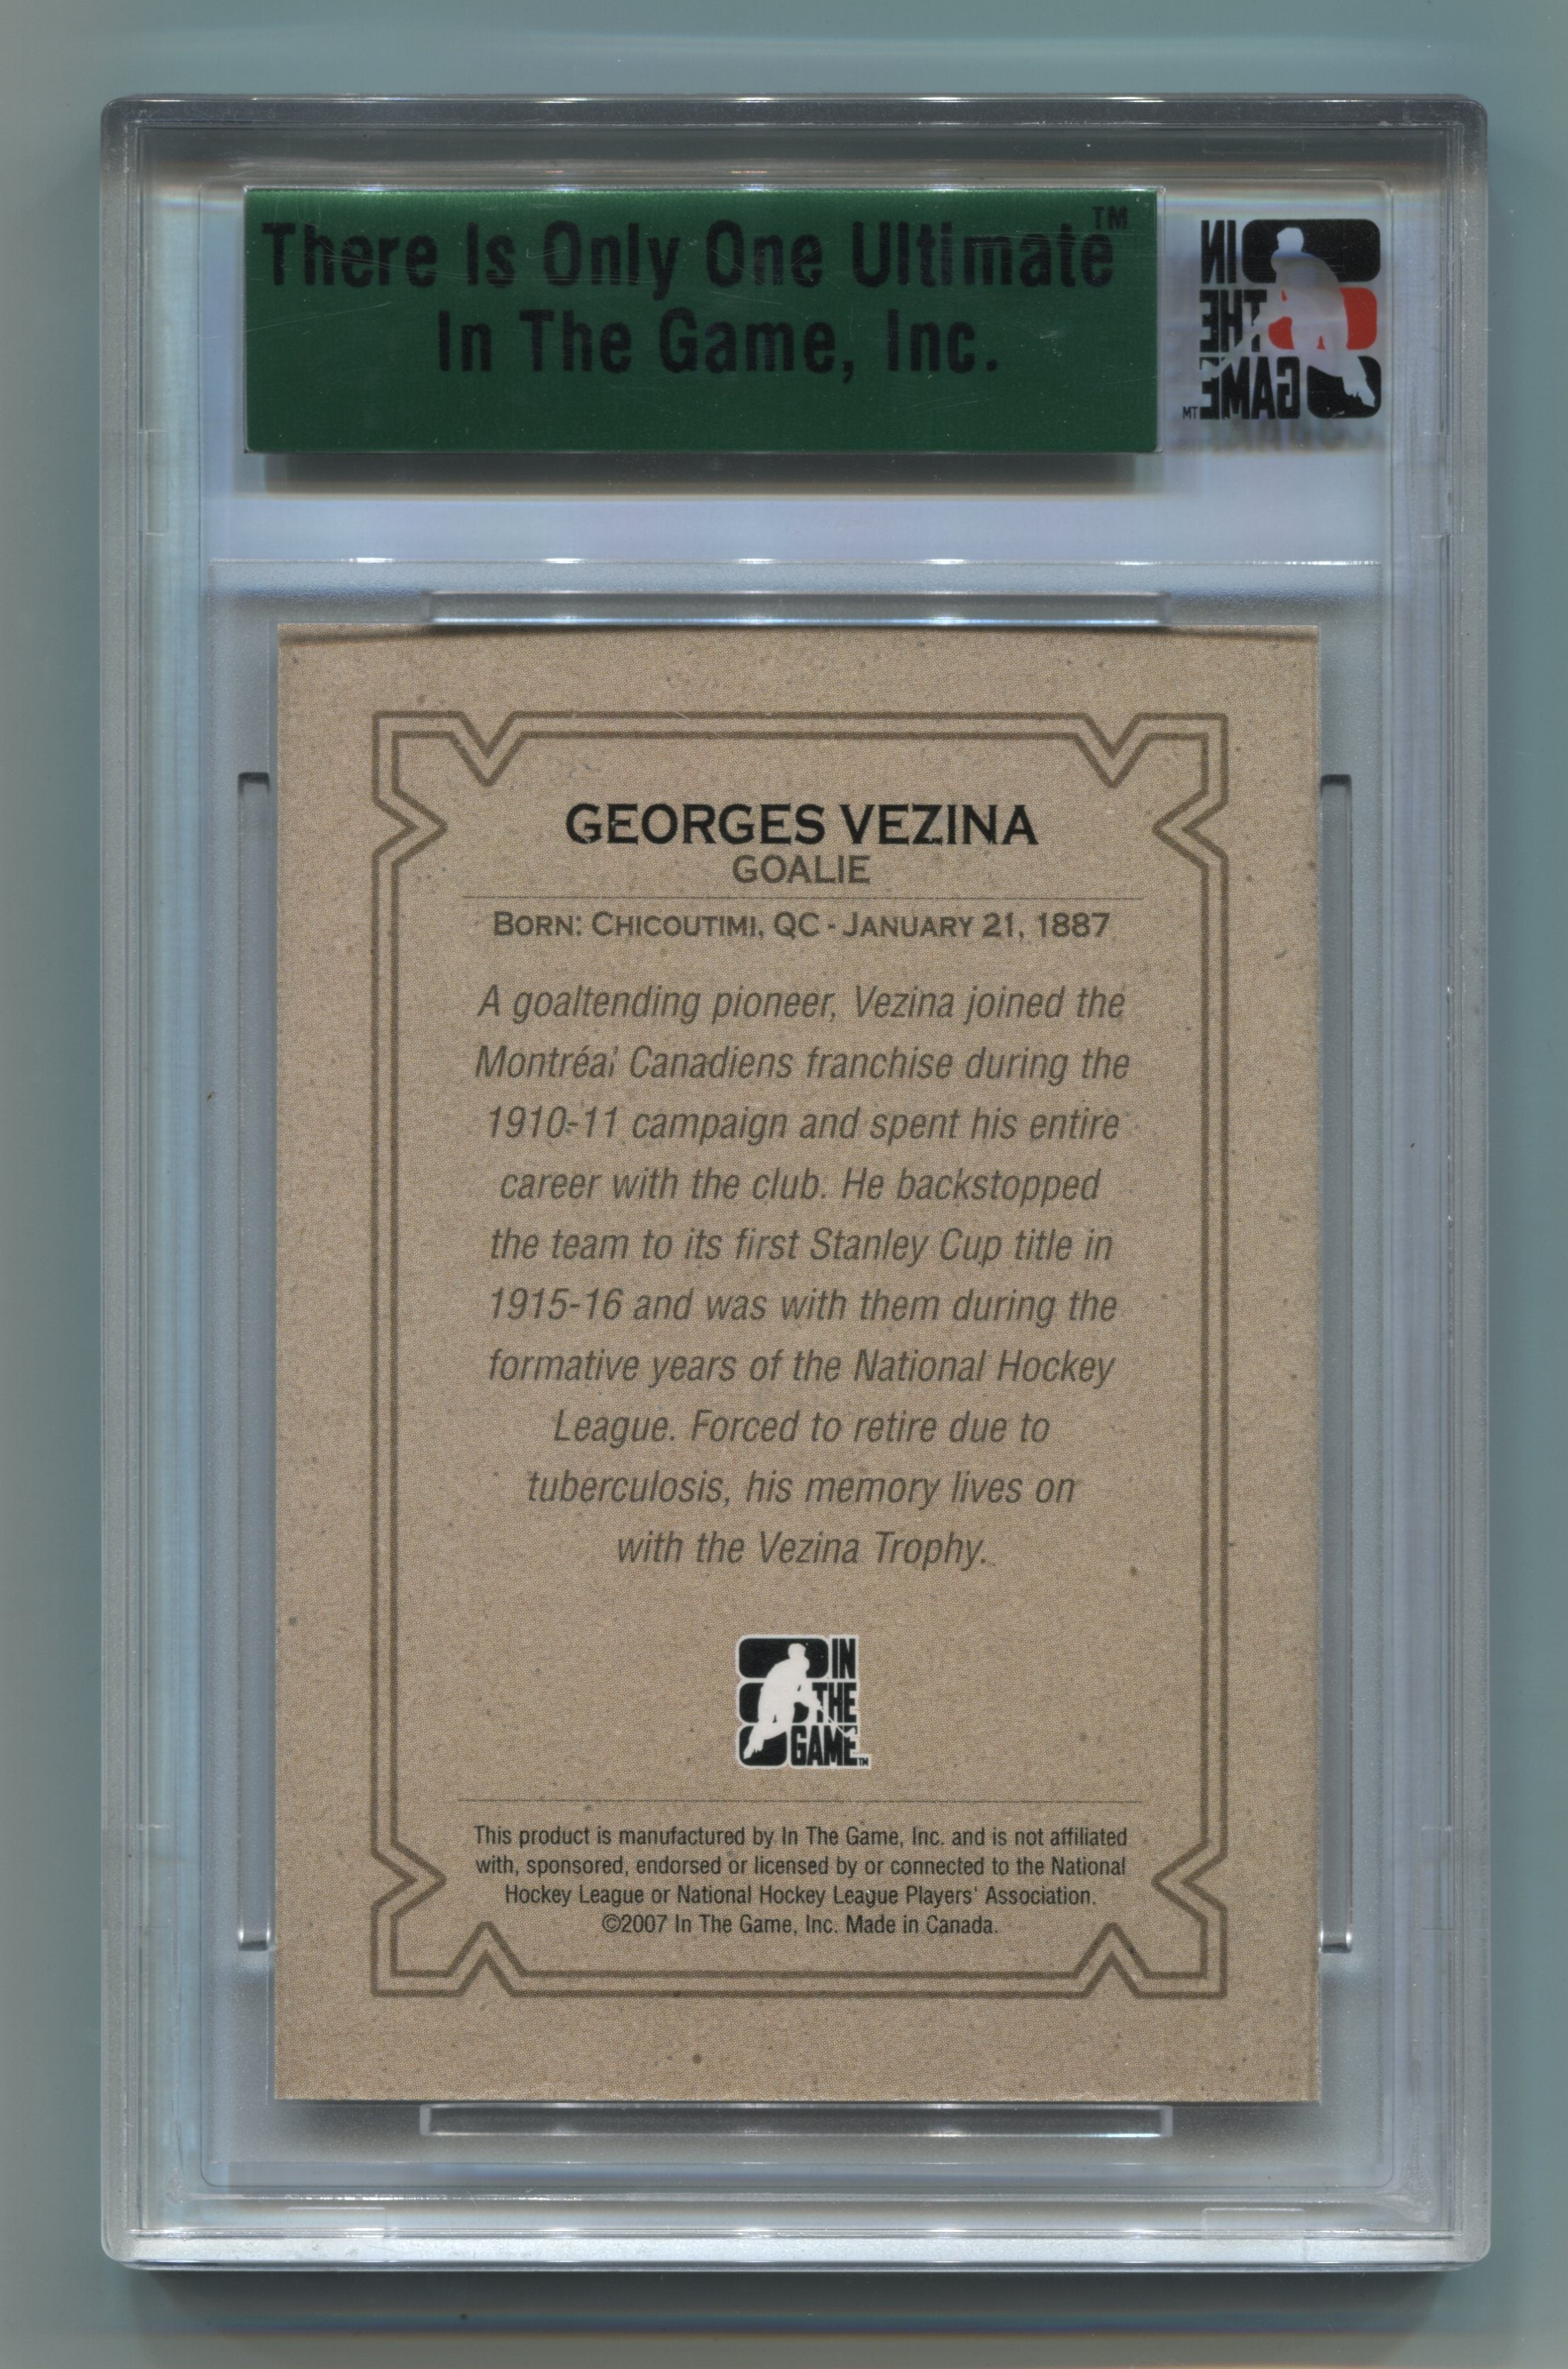 There Is Only One Ultimate™
In The Game, Inc.
IN
THE
GAME™
GEORGES VEZINA
GOALIE
BORN: CHICOUTIMI, QC - JANUARY 21, 1887
A goaltending pioneer, Vezina joined the
Montréal Canadiens franchise during the
1910-11 campaign and spent his entire
career with the club. He backstopped
the team to its first Stanley Cup title in
1915-16 and was with them during the
formative years of the National Hockey
League. Forced to retire due to
tuberculosis, his memory lives on
with the Vezina Trophy.
IN
THE
GAME™
This product is manufactured by In The Game, Inc. and is not affiliated
with, sponsored, endorsed or licensed by or connected to the National
Hockey League or National Hockey League Players' Association.
©2007 In The Game, Inc. Made in Canada.